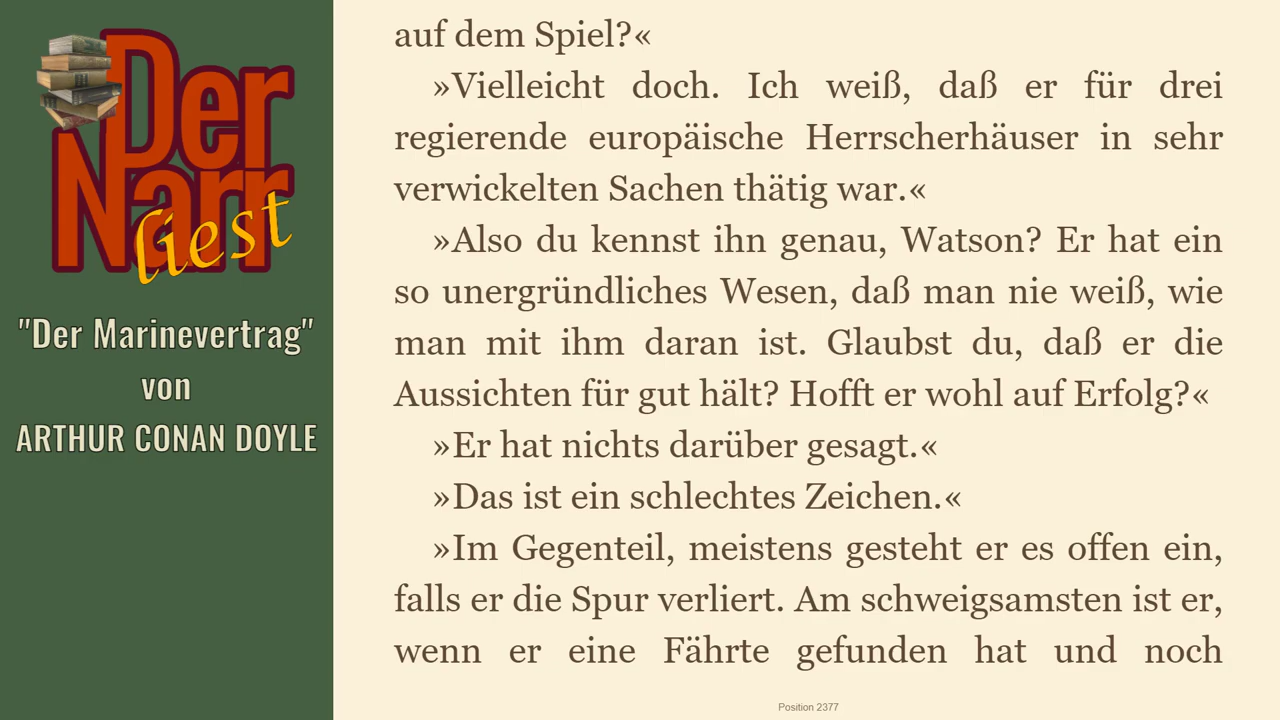 Der
Narr
liest
"Der Marinevertrag"
von
ARTHUR CONAN DOYLE
auf dem Spiel?«
»Vielleicht doch. Ich weiß, daß er für drei
regierende europäische Herrscherhäuser in sehr
verwickelten Sachen thätig war.«
»Also du kennst ihn genau, Watson? Er hat ein
so unergründliches Wesen, daß man nie weiß, wie
man mit ihm daran ist. Glaubst du, daß er die
Aussichten für gut hält? Hofft er wohl auf Erfolg?«
»Er hat nichts darüber gesagt.«
»Das ist ein schlechtes Zeichen.«
»Im Gegenteil, meistens gesteht er es offen ein,
falls er die Spur verliert. Am schweigsamsten ist er,
wenn er eine Fährte gefunden hat und noch
Position 2377